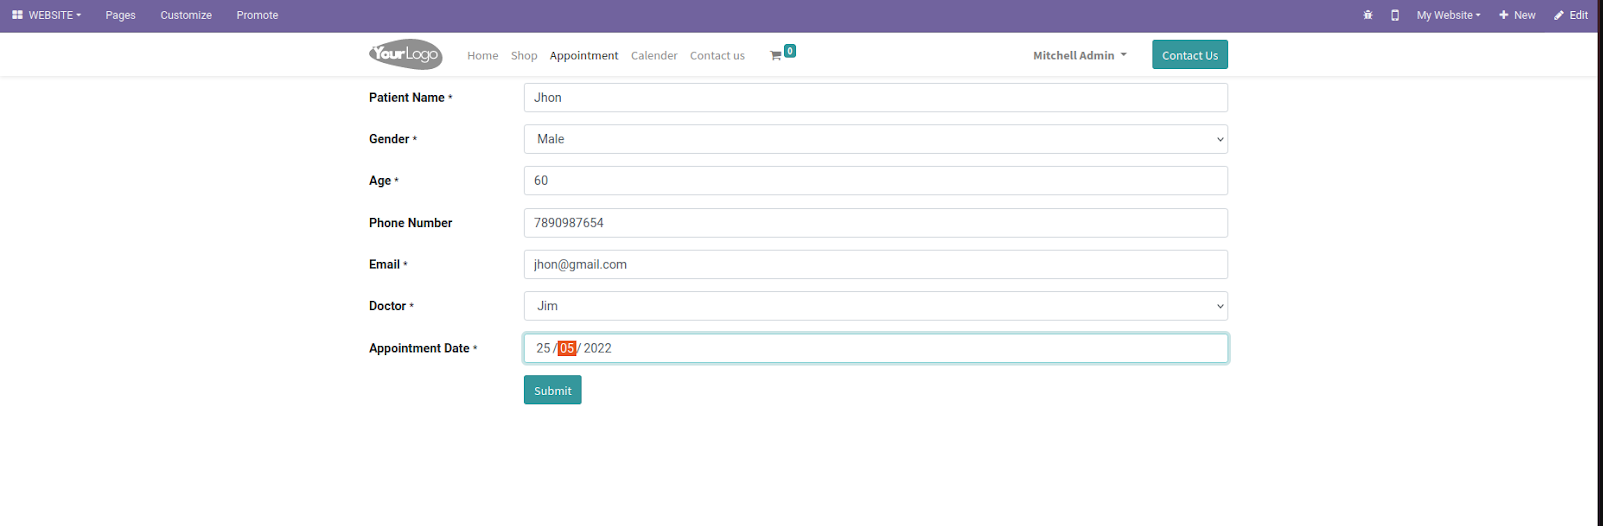 WEBSITE Pages Customize Promote My Website New Edit
YourLogo Home Shop Appointment Calender Contact us 0 Mitchell Admin Contact Us
Patient Name * Jhon
Gender * Male
Age * 60
Phone Number 7890987654
Email * jhon@gmail.com
Doctor * Jim
Appointment Date * 25/05/2022
Submit